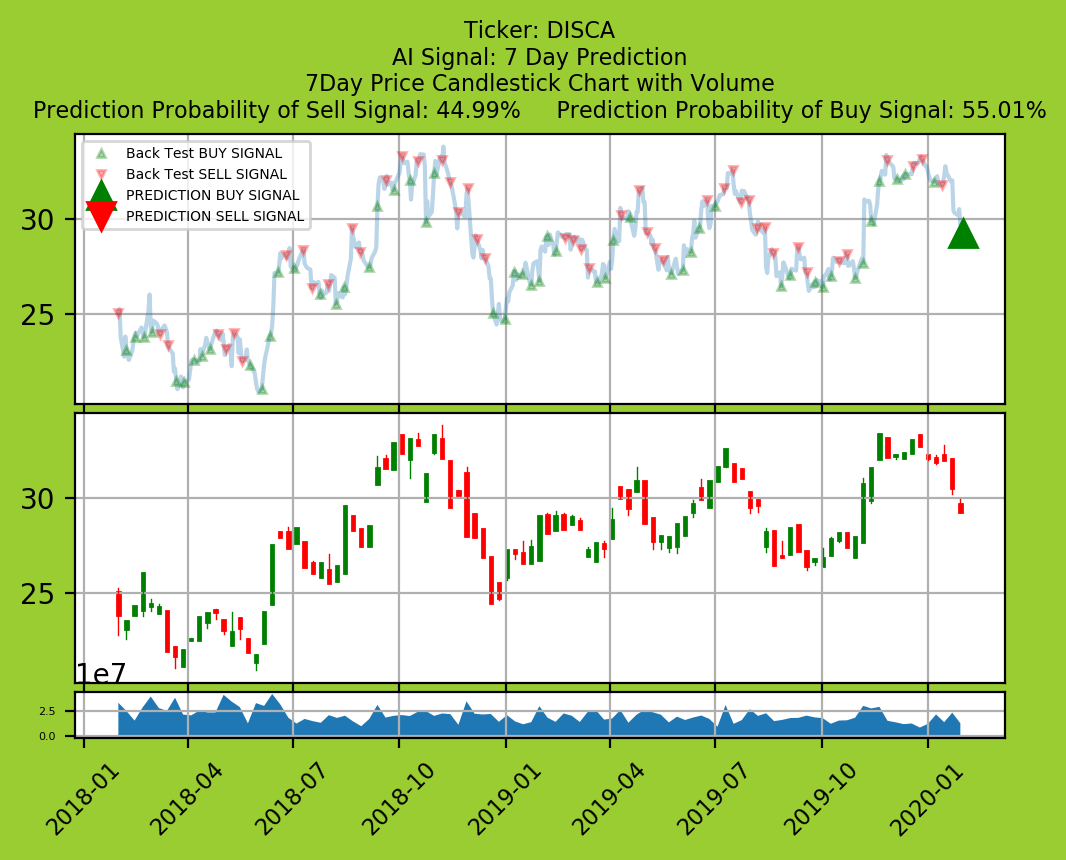 Ticker: DISCA
AI Signal: 7 Day Prediction
7Day Price Candlestick Chart with Volume
Prediction Probability of Sell Signal: 44.99%     Prediction Probability of Buy Signal: 55.01%
Back Test BUY SIGNAL
Back Test SELL SIGNAL
PREDICTION BUY SIGNAL
PREDICTION SELL SIGNAL
30
25
30
25
1e7
2.5
0.0
2018-01
2018-04
2018-07
2018-10
2019-01
2019-04
2019-07
2019-10
2020-01